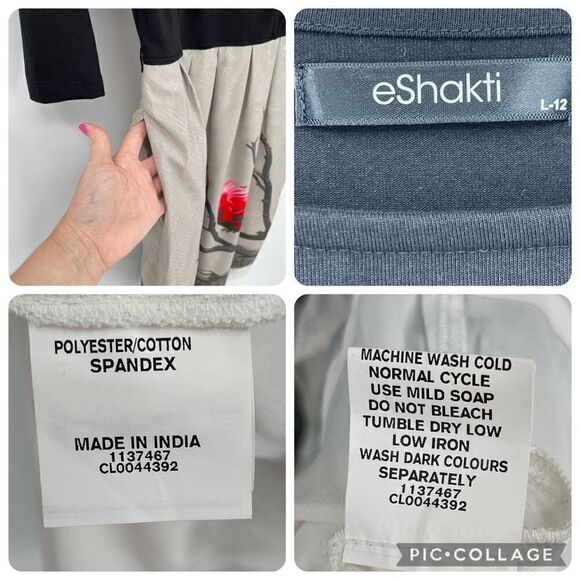 eShakti
L-12
POLYESTER/COTTON
SPANDEX
MADE IN INDIA
1137467
CL0044392
MACHINE WASH COLD
NORMAL CYCLE
USE MILD SOAP
DO NOT BLEACH
TUMBLE DRY LOW
LOW IRON
WASH DARK COLOURS
SEPARATELY
1137467
CL0044392
PIC•COLLAGE